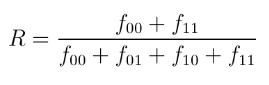 R = \frac{f_{00} + f_{11}}{f_{00} + f_{01} + f_{10} + f_{11}}